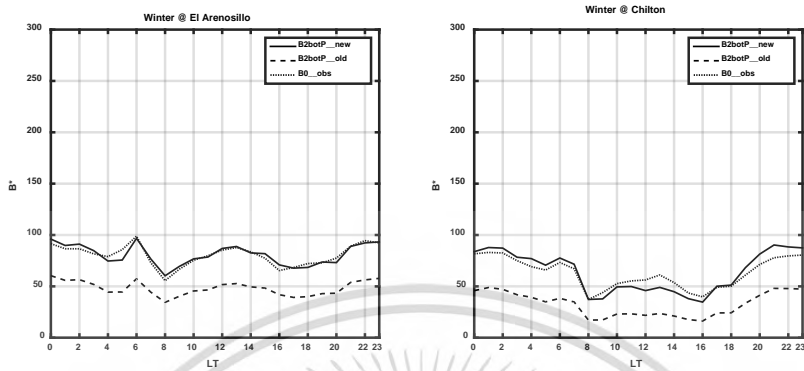 Winter @ El Arenosillo
300
250
200
150
100
50
0
B*
B2botP__new
B2botP__old
B0__obs
0 2 4 6 8 10 12 14 16 18 20 22 23
LT
Winter @ Chilton
300
250
200
150
100
50
0
B*
B2botP__new
B2botP__old
B0__obs
0 2 4 6 8 10 12 14 16 18 20 22 23
LT